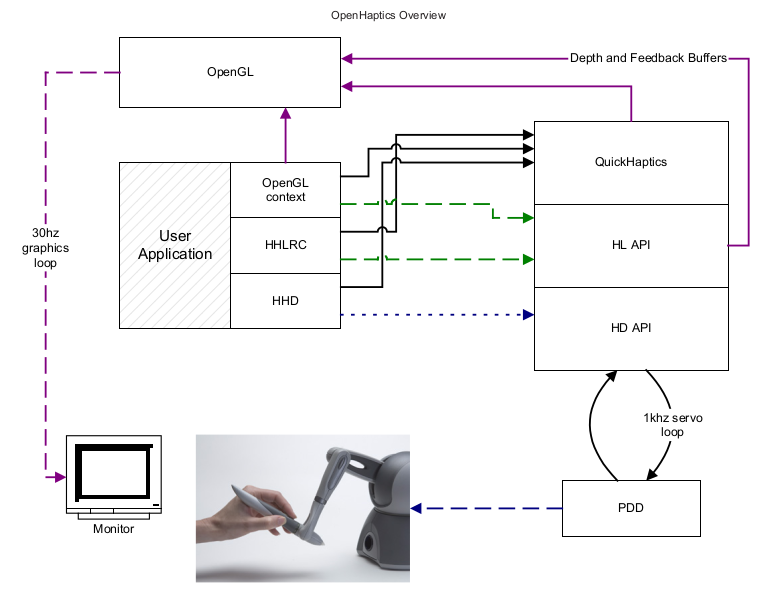 OpenHaptics Overview
OpenGL
Depth and Feedback Buffers
QuickHaptics
OpenGL
context
User
Application
HHLRC
HHD
HL API
HD API
30hz
graphics
loop
1khz servo
loop
PDD
Monitor